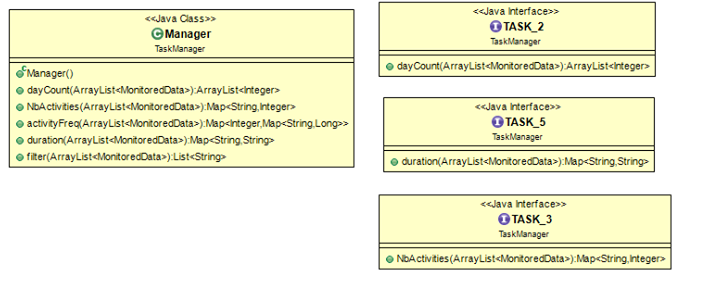 <<Java Class>>
Manager
TaskManager
Manager()
dayCount(ArrayList<MonitoredData>):ArrayList<Integer>
NbActivities(ArrayList<MonitoredData>):Map<String,Integer>
activityFreq(ArrayList<MonitoredData>):Map<Integer,Map<String,Long>>
duration(ArrayList<MonitoredData>):Map<String,String>
filter(ArrayList<MonitoredData>):List<String>
<<Java Interface>>
TASK_2
TaskManager
dayCount(ArrayList<MonitoredData>):ArrayList<Integer>
<<Java Interface>>
TASK_5
TaskManager
duration(ArrayList<MonitoredData>):Map<String,String>
<<Java Interface>>
TASK_3
TaskManager
NbActivities(ArrayList<MonitoredData>):Map<String,Integer>